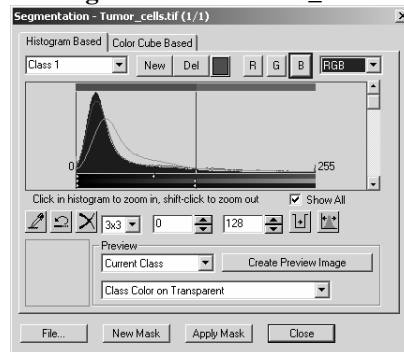 Segmentation - Tumor_cells.tif (1/1)
Histogram Based Color Cube Based
Class 1 New Del R G B RGB
0 255
Click in histogram to zoom in, shift-click to zoom out Show All
3x3 0 128
Preview
Current Class Create Preview Image
Class Color on Transparent
File... New Mask Apply Mask Close